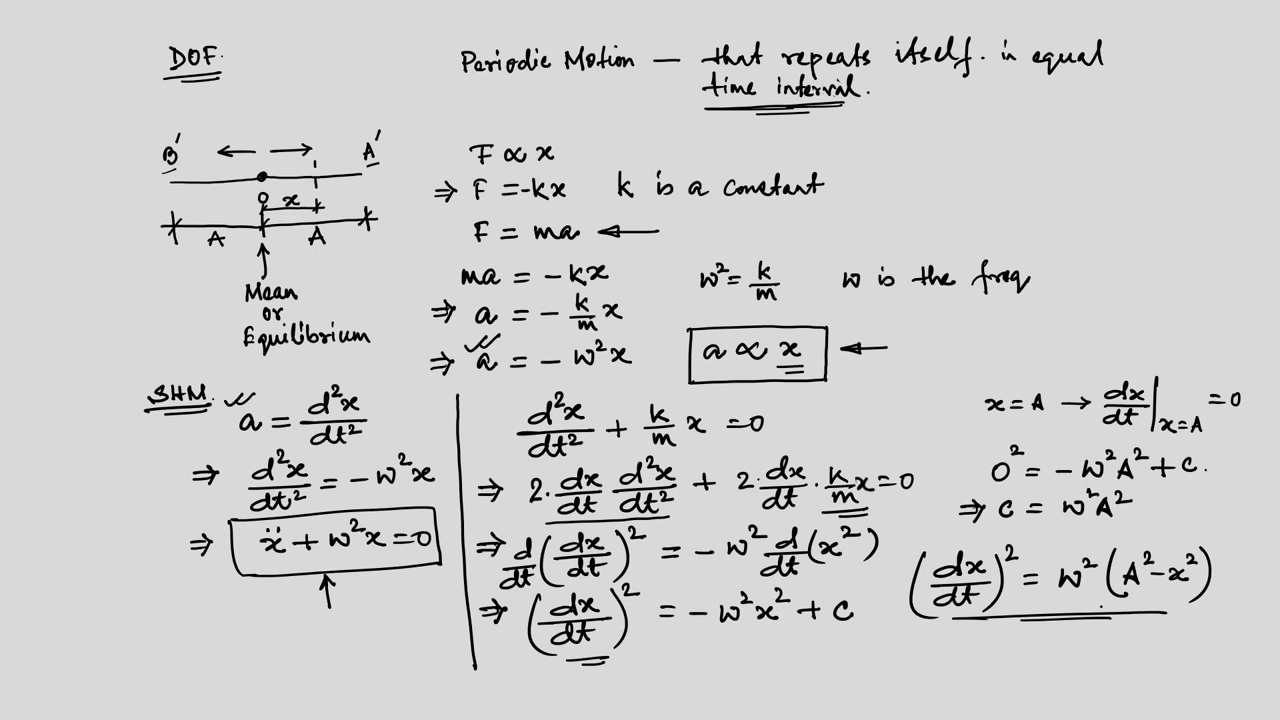 DOF.
Periodic Motion — that repeats itself. in equal
time interval.
B' ← → A'
O x
A A
Mean
or
Equilibrium
F ∝ x
⇒ F = -kx k is a constant
F = ma ←
ma = - kx
ω² = k/m ω is the freq
⇒ a = - k/m x
⇒ a = - ω²x
a ∝ x ←
SHM.
a = d²x/dt²
⇒ d²x/dt² = - ω²x
⇒ ẍ + ω²x = 0
d²x/dt² + k/m x = 0
⇒ 2. dx/dt d²x/dt² + 2. dx/dt . k/m x = 0
⇒ d/dt (dx/dt)² = - ω² d/dt (x²)
⇒ (dx/dt)² = - ω²x² + C
x = A → dx/dt |x=A = 0
0² = - ω²A² + C.
⇒ C = ω²A²
(dx/dt)² = ω² (A² - x²)